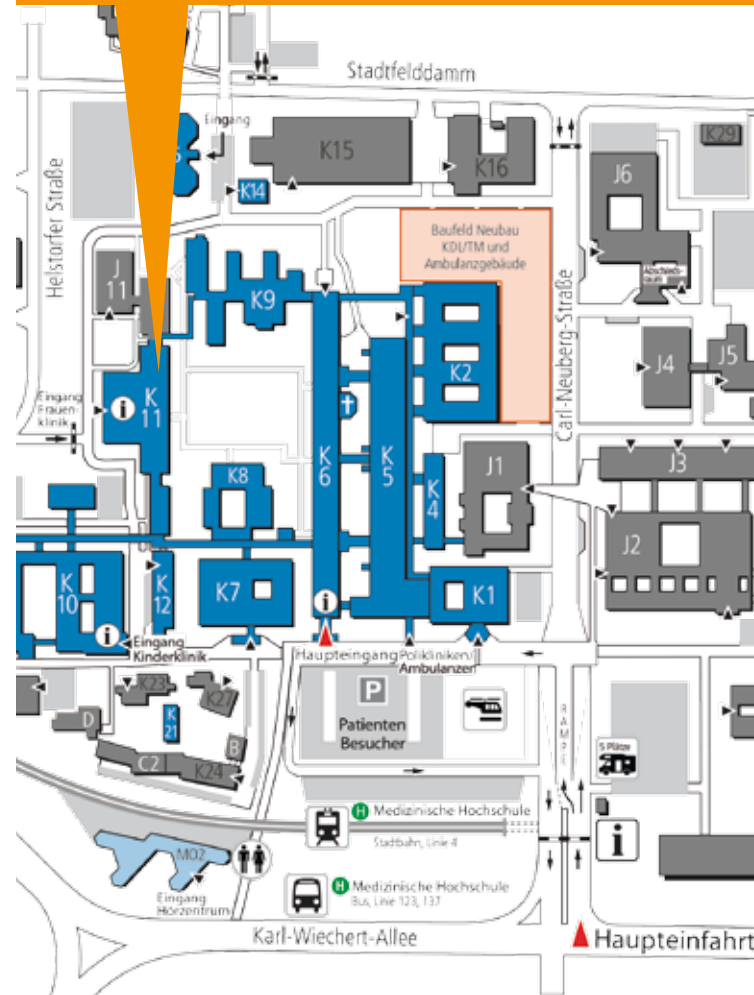 Stadtfelddamm
Eingang
K15
K16
K29
K14
J6
Helstorfer Straße
Baufeld Neubau
KDL/TM und
Ambulanzgebäude
Abschieds-
raum
J
11
K9
K2
Carl-Neuberg-Straße
J4
J5
Eingang
Frauen-
klinik
K
11
i
K
6
K
5
K8
K
4
J1
J3
J2
K
10
K
12
K7
i
K1
i
Eingang
Kinderklinik
Haupteingang
Polikliniken/
Ambulanzen
K23
K27
K
21
D
B
C2
K24
P
Patienten
Besucher
RAMPE
5 Plätze
H Medizinische Hochschule
Stadtbahn, Linie 4
i
M02
Eingang
Hörzentrum
H Medizinische Hochschule
Bus, Linie 123, 137
Karl-Wiechert-Allee
Haupteinfahrt